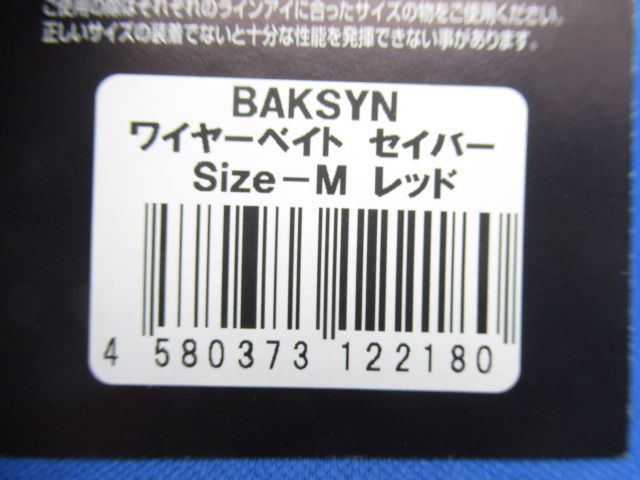 ご使用の際はそれぞれのラインアイに合ったサイズの物をご使用ください。
正しいサイズの装着でないと十分な性能を発揮できない事があります。
BAKSYN
ワイヤーベイト セイバー
Size-M レッド
4 580373 122180